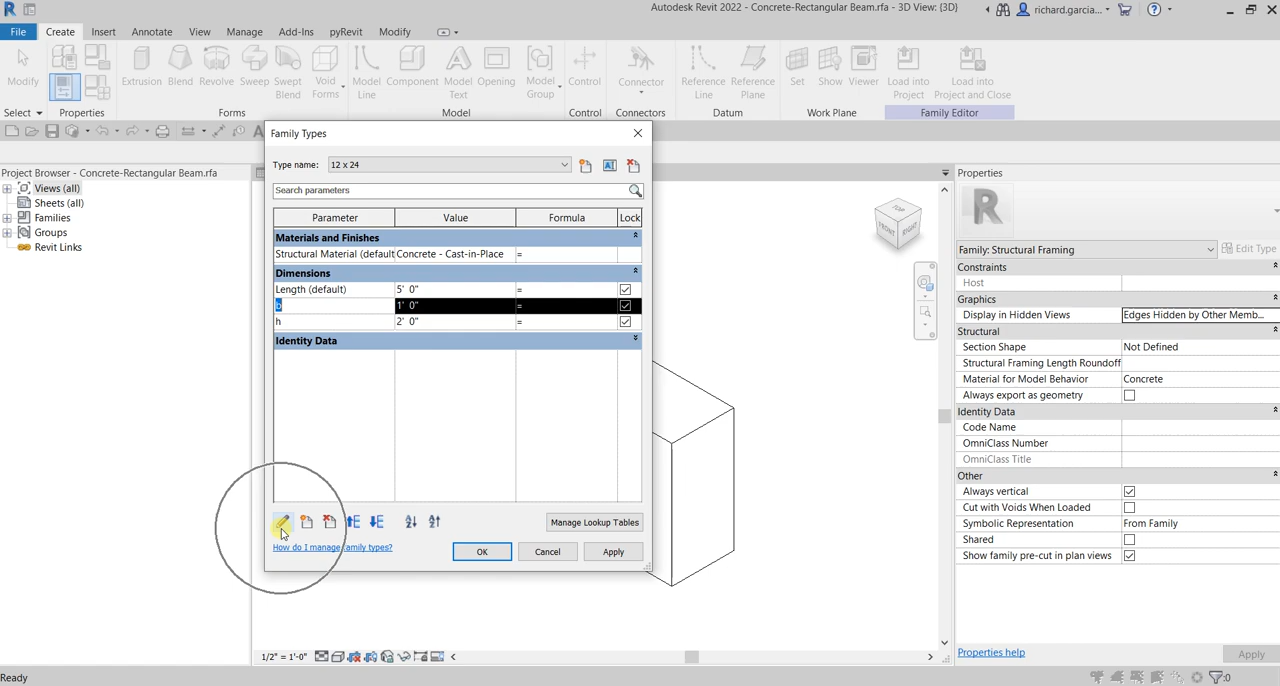 Autodesk Revit 2022 - Concrete-Rectangular Beam.rfa - 3D View: {3D}
richard.garcia...
File Create Insert Annotate View Manage Add-Ins pyRevit Modify
Modify Extrusion Blend Revolve Sweep Swept Blend Void Forms Model Line Component Model Text Opening Model Group Control Connector Reference Line Reference Plane Set Show Viewer Load into Project Load into Project and Close
Select Properties Forms Model Control Connectors Datum Work Plane Family Editor
Project Browser - Concrete-Rectangular Beam.rfa
Views (all)
Sheets (all)
Families
Groups
Revit Links
Family Types
Type name: 12 x 24
Search parameters
Parameter Value Formula Lock
Materials and Finishes
Structural Material (default Concrete - Cast-in-Place =
Dimensions
Length (default) 5' 0" =
b 1' 0" =
h 2' 0" =
Identity Data
Manage Lookup Tables
How do I manage family types?
OK Cancel Apply
TOP
FRONT RIGHT
Properties
R
Family: Structural Framing Edit Type
Constraints
Host
Graphics
Display in Hidden Views Edges Hidden by Other Memb...
Structural
Section Shape Not Defined
Structural Framing Length Roundoff
Material for Model Behavior Concrete
Always export as geometry
Identity Data
Code Name
OmniClass Number
OmniClass Title
Other
Always vertical
Cut with Voids When Loaded
Symbolic Representation From Family
Shared
Show family pre-cut in plan views
Properties help Apply
1/2" = 1'-0"
Ready
:0